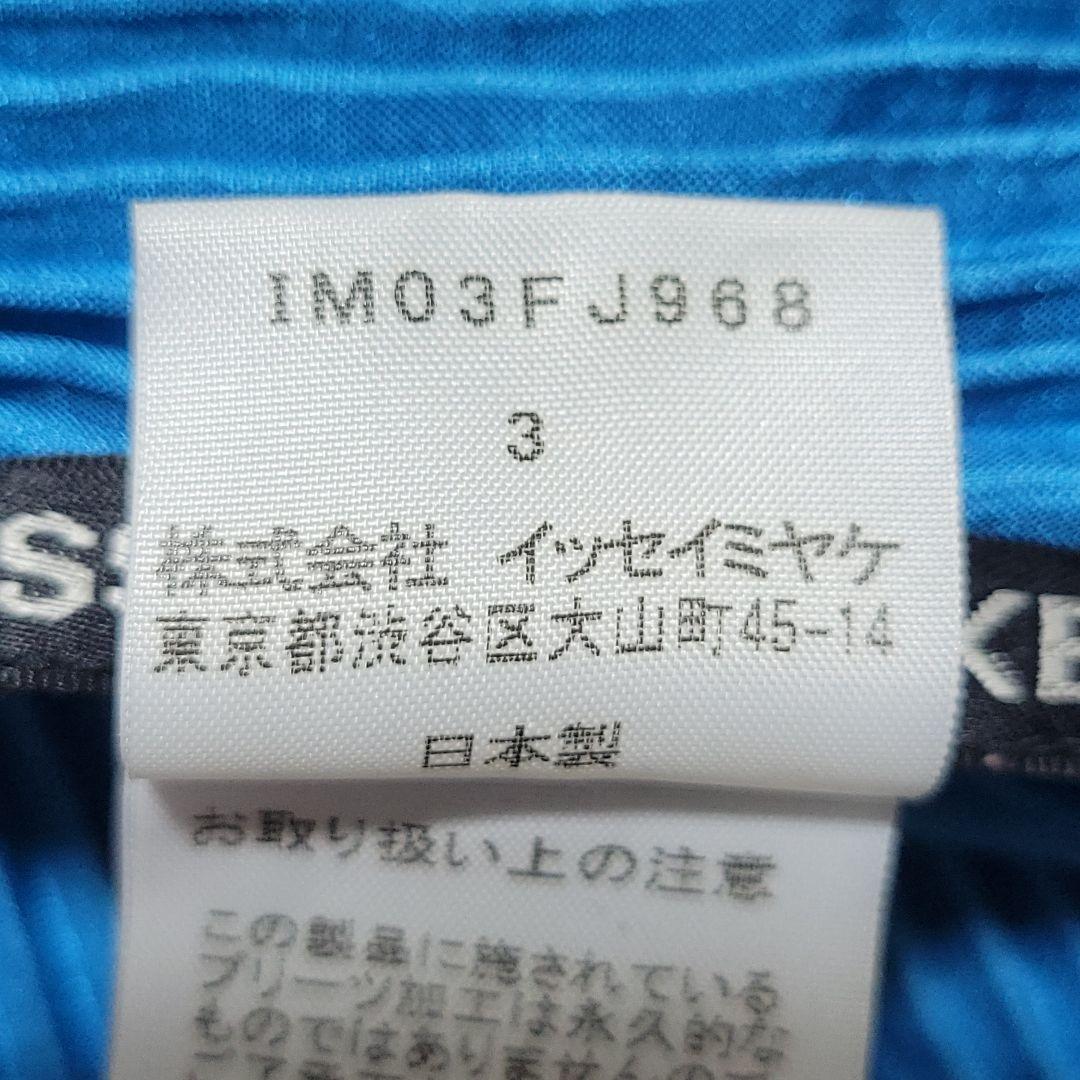 IM03FJ968
3
株式会社 イッセイミヤケ
東京都渋谷区大山町45-14
日本製
お取り扱い上の注意
この製品に施されている
プリーツ加工は永久的な
ものではありませんの